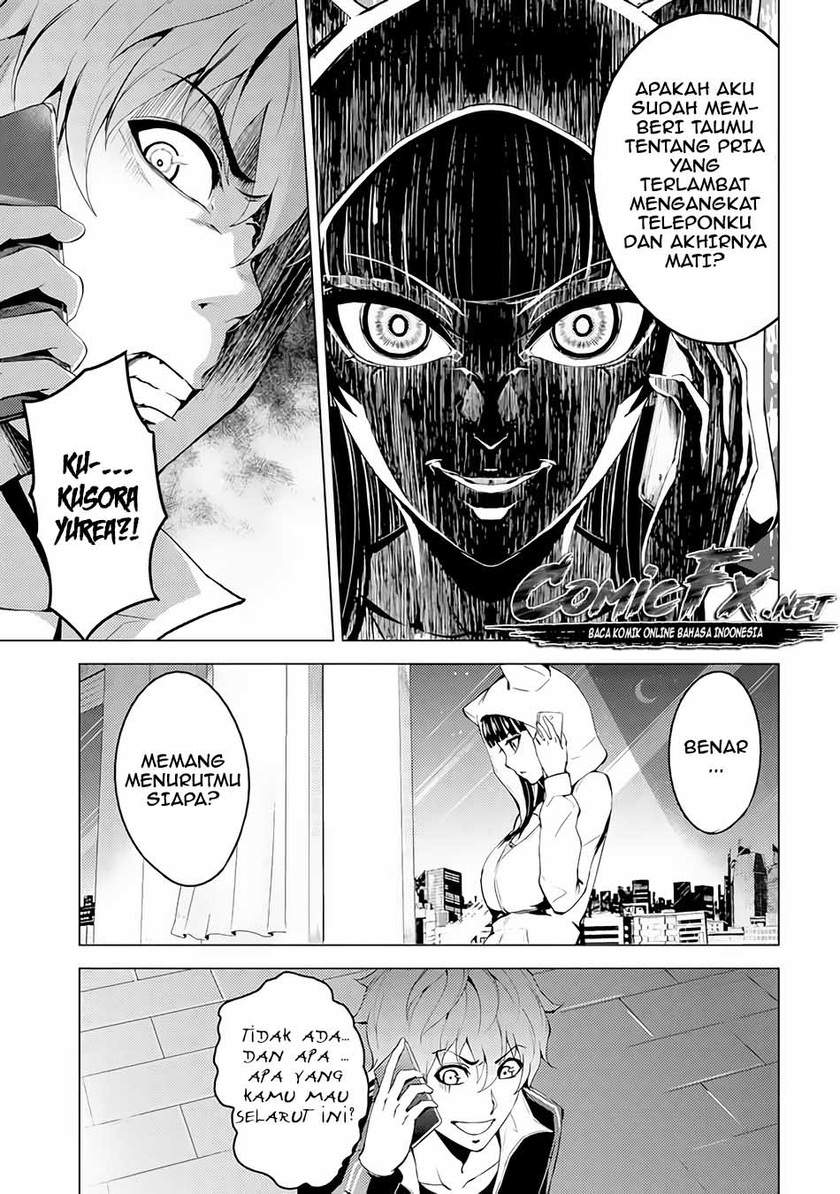 APAKAH AKU
SUDAH MEM-
BERI TAUMU
TENTANG PRIA
YANG
TERLAMBAT
MENGANGKAT
TELEPONKU
DAN AKHIRNYA
MATI?
KU-...
KUSORA
YUREA?!
COMICFX.NET
BACA KOMIK ONLINE BAHASA INDONESIA
BENAR
...
MEMANG
MENURUTMU
SIAPA?
TIDAK ADA...
DAN APA ...
APA YANG
KAMU MAU
SELARUT INI?